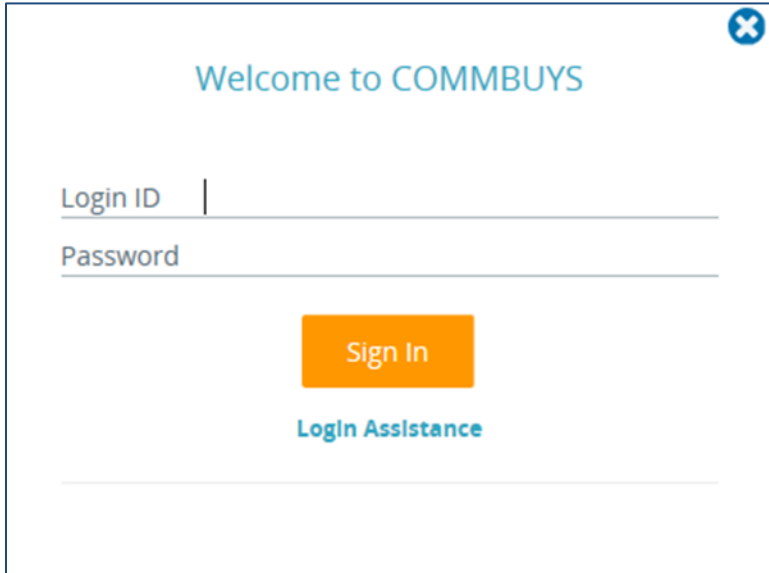 Welcome to COMMBUYS
Login ID
Password
Sign In
Login Assistance